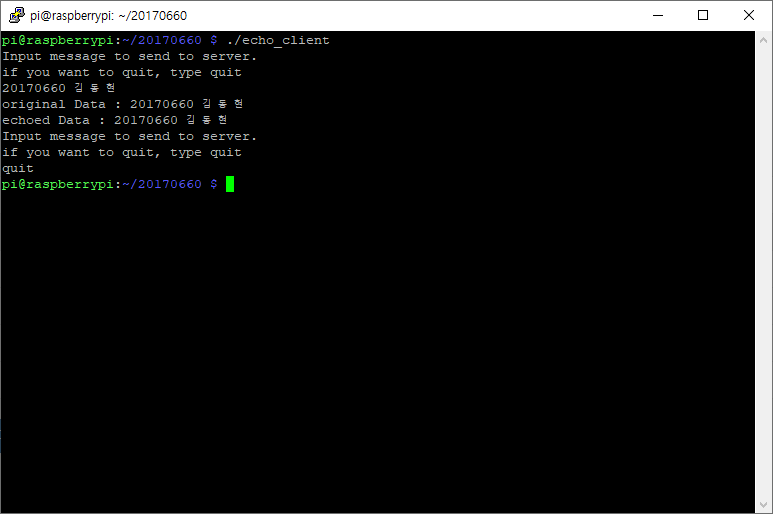 pi@raspberrypi: ~/20170660
pi@raspberrypi:~/20170660 $ ./echo_client
Input message to send to server.
if you want to quit, type quit
20170660 김동현
original Data : 20170660 김동현
echoed Data : 20170660 김동현
Input message to send to server.
if you want to quit, type quit
quit
pi@raspberrypi:~/20170660 $